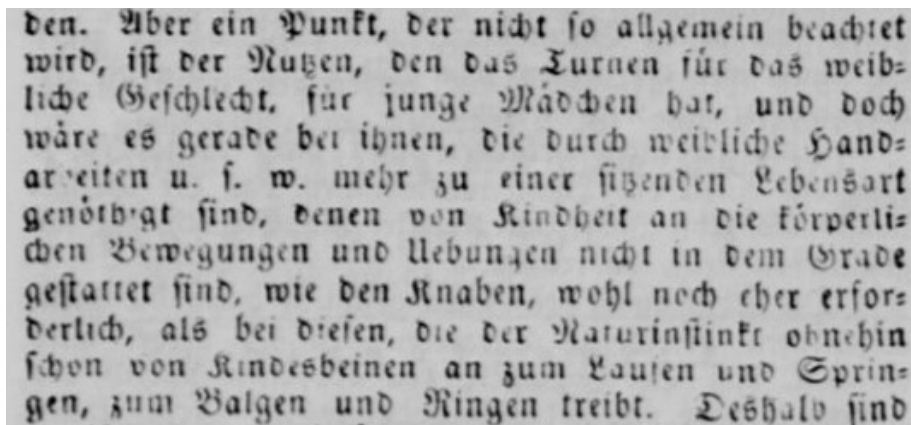 den. Aber ein Punkt, der nicht so allgemein beachtet
wird, ist der Nutzen, den das Turnen für das weib-
liche Geschlecht, für junge Mädchen hat, und doch
wäre es gerade bei ihnen, die durch weibliche Hand-
arbeiten u. s. w. mehr zu einer sitzenden Lebensart
genöthigt sind, denen von Kindheit an die körperli-
chen Bewegungen und Uebungen nicht in dem Grade
gestattet sind, wie den Knaben, wohl noch eher erfor-
derlich, als bei diesen, die der Naturinstinkt ohnehin
schon von Kindesbeinen an zum Laufen und Sprin-
gen, zum Balgen und Ringen treibt. Deshalb sind